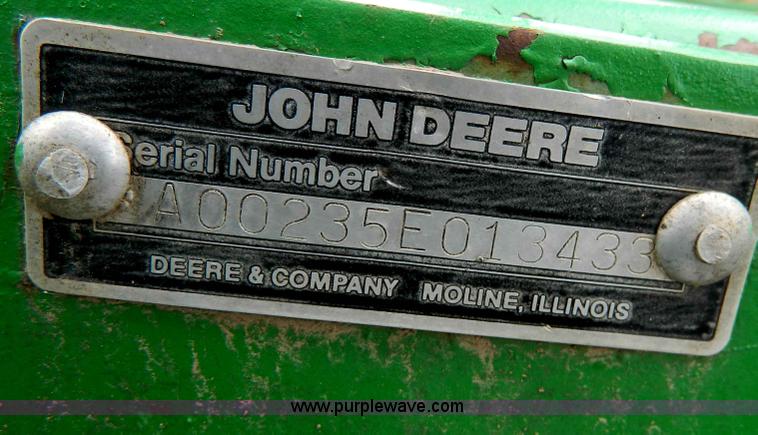 JOHN DEERE
Serial Number
A00235E013433
DEERE & COMPANY MOLINE, ILLINOIS
www.purplewave.com